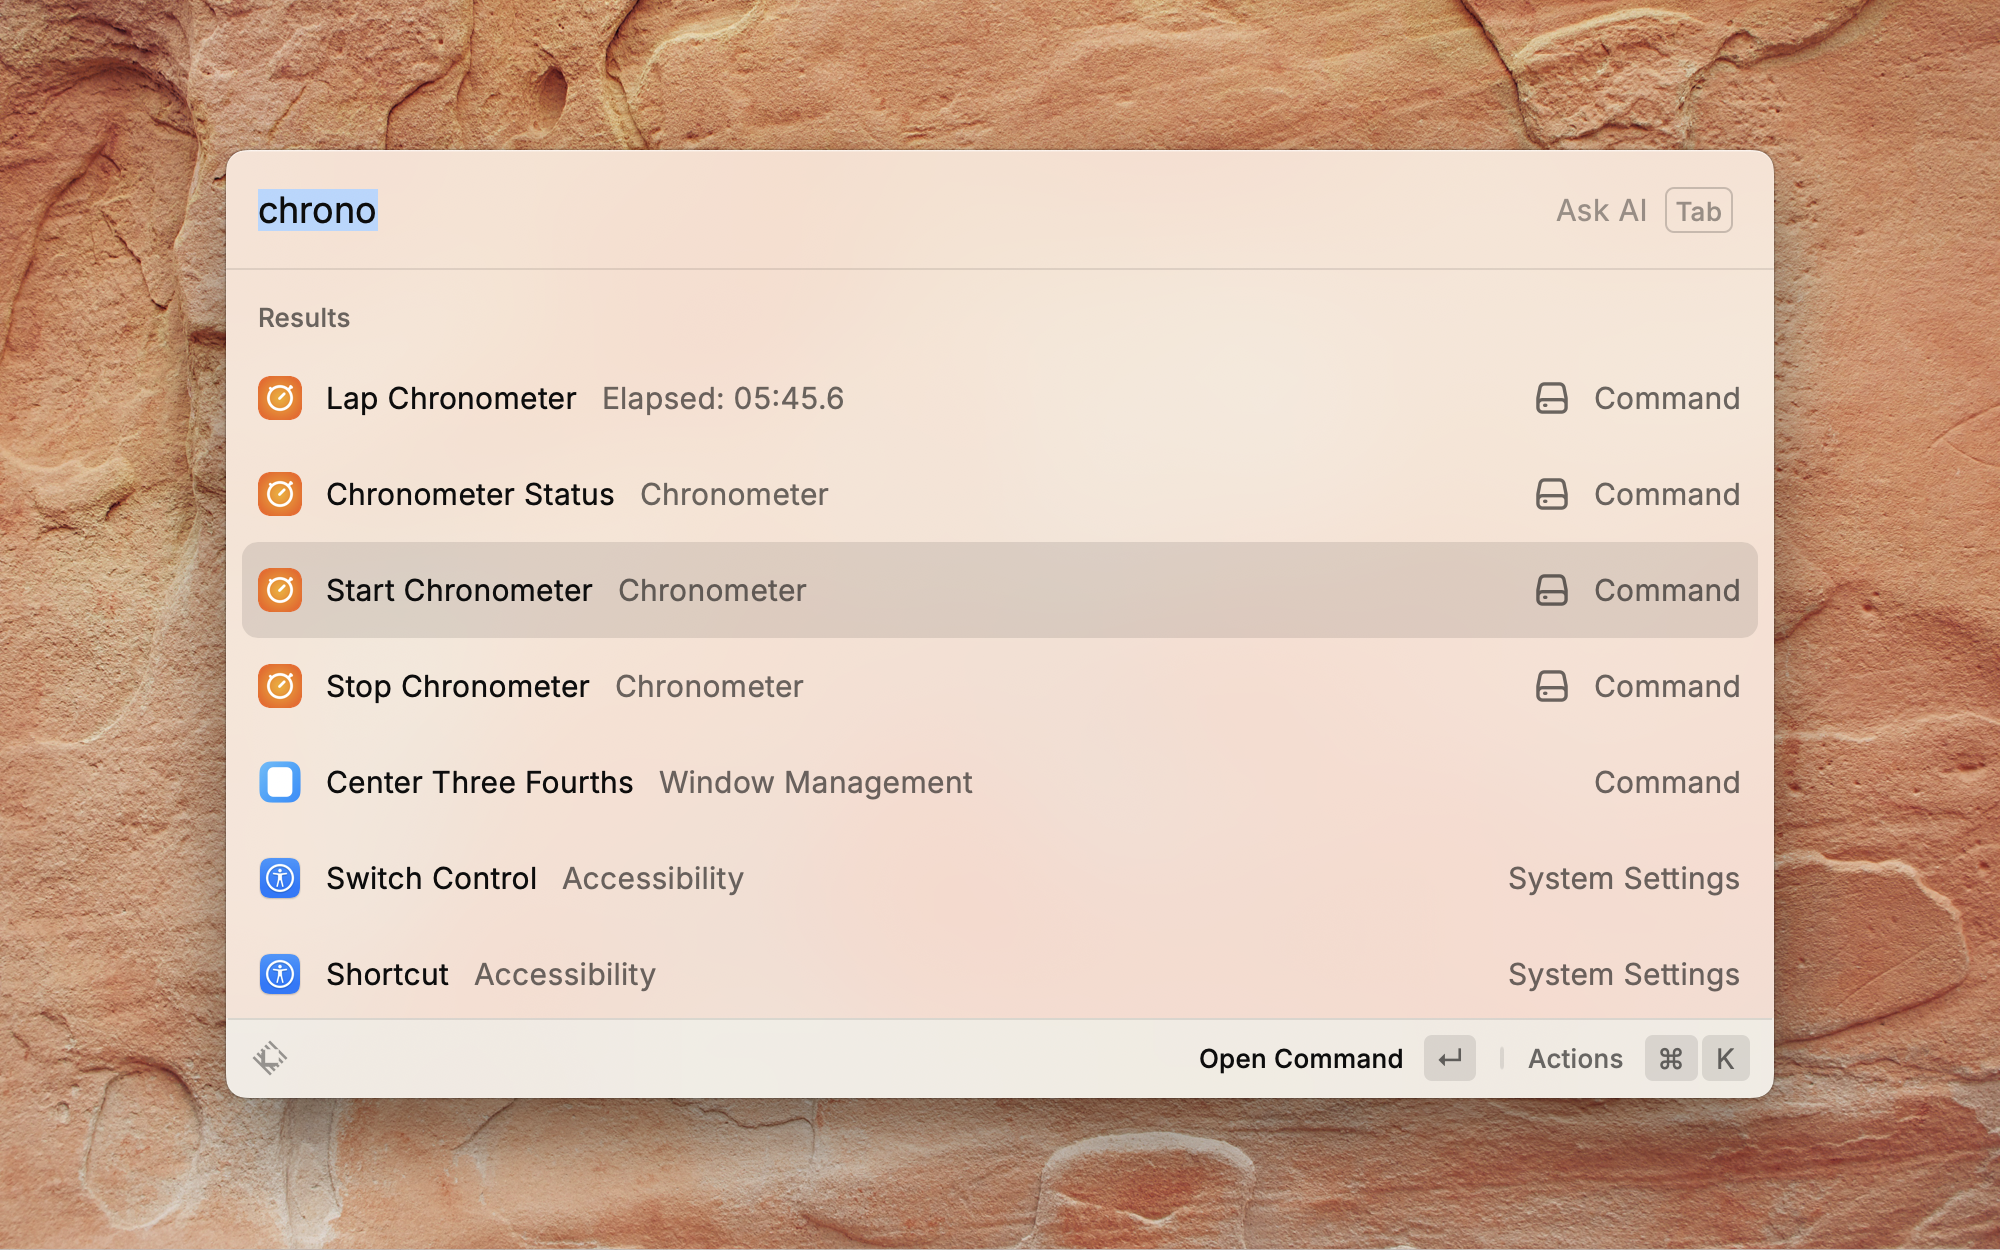 chrono Ask AI Tab
Results
Lap Chronometer Elapsed: 05:45.6 Command
Chronometer Status Chronometer Command
Start Chronometer Chronometer Command
Stop Chronometer Chronometer Command
Center Three Fourths Window Management Command
Switch Control Accessibility System Settings
Shortcut Accessibility System Settings
Open Command ↵ Actions ⌘ K